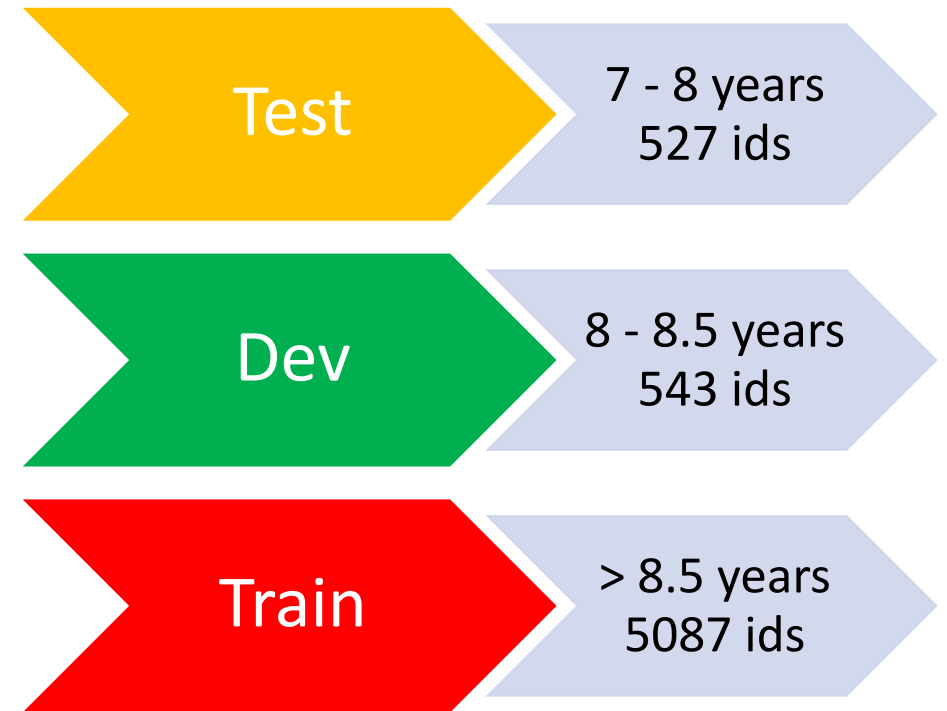 Test
7 - 8 years
527 ids
Dev
8 - 8.5 years
543 ids
Train
> 8.5 years
5087 ids